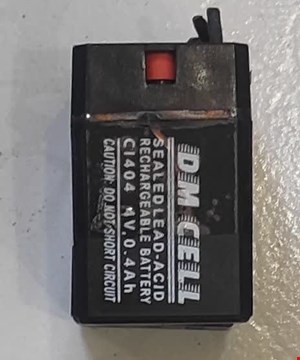 DM CELL
SEALED LEAD-ACID
RECHARGEABLE BATTERY
C1404 4V,0.4Ah
CAUTION: DO NOT SHORT CIRCUIT